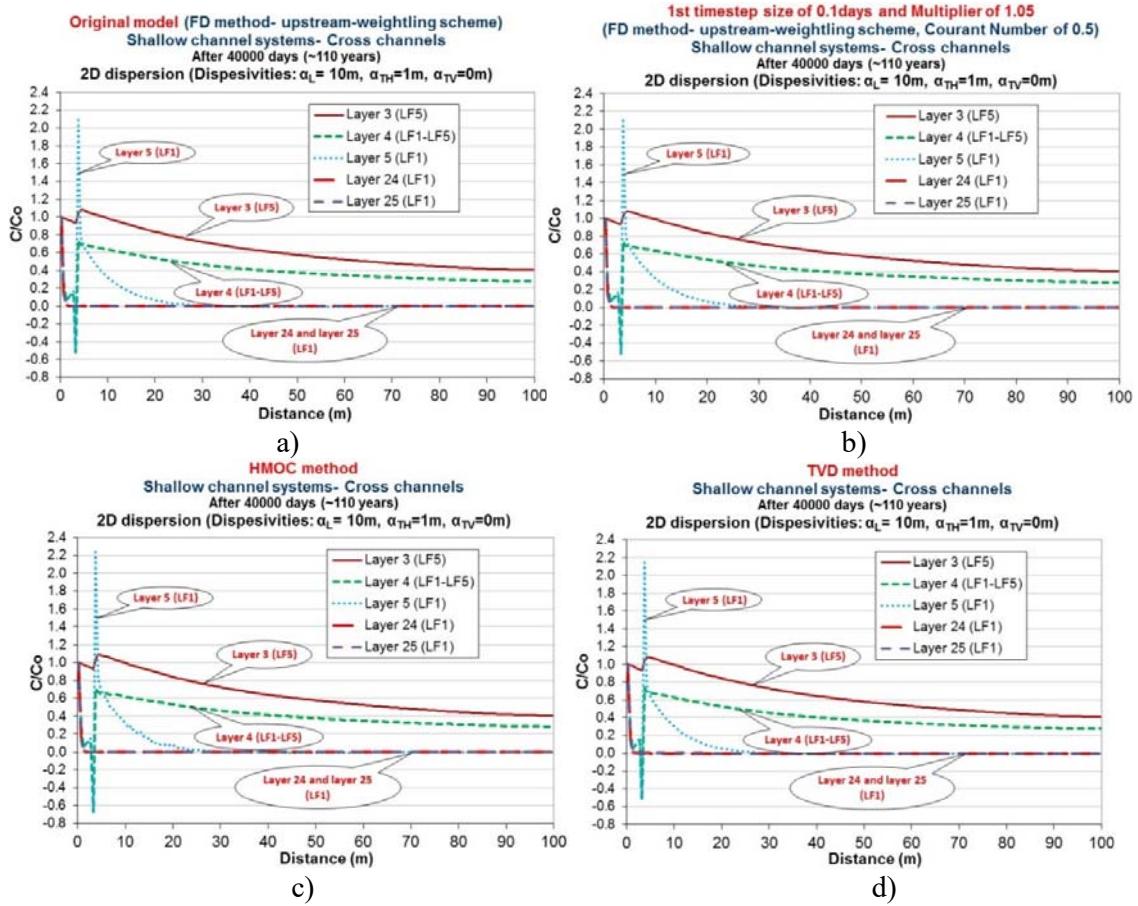 Original model (FD method- upstream-weightling scheme)
Shallow channel systems- Cross channels
After 40000 days (~110 years)
2D dispersion (Dispesivities: αL= 10m, αTH=1m, αTV=0m)
2.4
2.2
2.0
1.8
1.6
1.4
1.2
1.0
0.8
0.6
0.4
0.2
0.0
-0.2
-0.4
-0.6
-0.8
C/Co
Layer 3 (LF5)
Layer 4 (LF1-LF5)
Layer 5 (LF1)
Layer 24 (LF1)
Layer 25 (LF1)
Layer 5 (LF1)
Layer 3 (LF5)
Layer 4 (LF1-LF5)
Layer 24 and layer 25
(LF1)
0 10 20 30 40 50 60 70 80 90 100
Distance (m)
a)
1st timestep size of 0.1days and Multiplier of 1.05
(FD method- upstream-weightling scheme, Courant Number of 0.5)
Shallow channel systems- Cross channels
After 40000 days (~110 years)
2D dispersion (Dispesivities: αL= 10m, αTH=1m, αTV=0m)
2.4
2.2
2.0
1.8
1.6
1.4
1.2
1.0
0.8
0.6
0.4
0.2
0.0
-0.2
-0.4
-0.6
-0.8
C/Co
Layer 3 (LF5)
Layer 4 (LF1-LF5)
Layer 5 (LF1)
Layer 24 (LF1)
Layer 25 (LF1)
Layer 5 (LF1)
Layer 3 (LF5)
Layer 4 (LF1-LF5)
Layer 24 and layer 25
(LF1)
0 10 20 30 40 50 60 70 80 90 100
Distance (m)
b)
HMOC method
Shallow channel systems- Cross channels
After 40000 days (~110 years)
2D dispersion (Dispesivities: αL= 10m, αTH=1m, αTV=0m)
2.4
2.2
2.0
1.8
1.6
1.4
1.2
1.0
0.8
0.6
0.4
0.2
0.0
-0.2
-0.4
-0.6
-0.8
C/Co
Layer 3 (LF5)
Layer 4 (LF1-LF5)
Layer 5 (LF1)
Layer 24 (LF1)
Layer 25 (LF1)
Layer 5 (LF1)
Layer 3 (LF5)
Layer 4 (LF1-LF5)
Layer 24 and layer 25
(LF1)
0 10 20 30 40 50 60 70 80 90 100
Distance (m)
c)
TVD method
Shallow channel systems- Cross channels
After 40000 days (~110 years)
2D dispersion (Dispesivities: αL= 10m, αTH=1m, αTV=0m)
2.4
2.2
2.0
1.8
1.6
1.4
1.2
1.0
0.8
0.6
0.4
0.2
0.0
-0.2
-0.4
-0.6
-0.8
C/Co
Layer 3 (LF5)
Layer 4 (LF1-LF5)
Layer 5 (LF1)
Layer 24 (LF1)
Layer 25 (LF1)
Layer 5 (LF1)
Layer 3 (LF5)
Layer 4 (LF1-LF5)
Layer 24 and layer 25
(LF1)
0 10 20 30 40 50 60 70 80 90 100
Distance (m)
d)